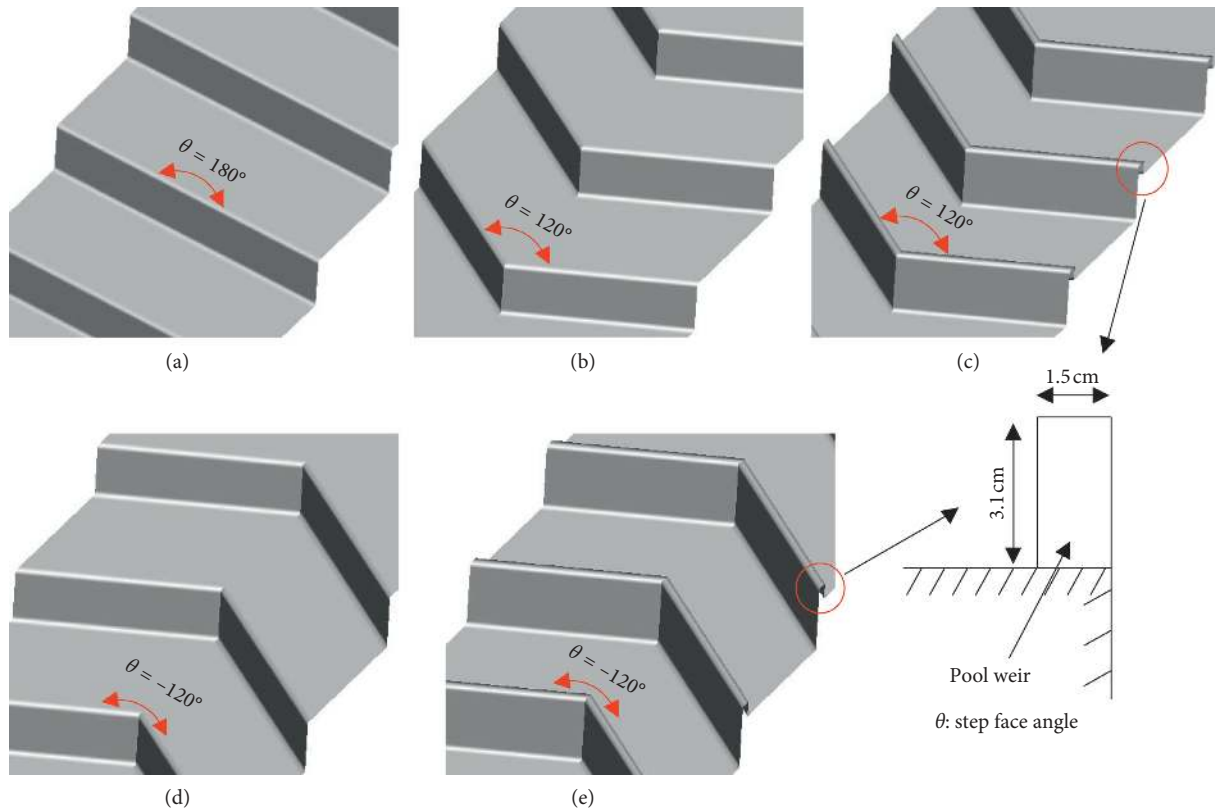 θ = 180°
(a)
θ = 120°
(b)
θ = 120°
(c)
θ = −120°
(d)
θ = −120°
(e)
1.5 cm
3.1 cm
Pool weir
θ: step face angle